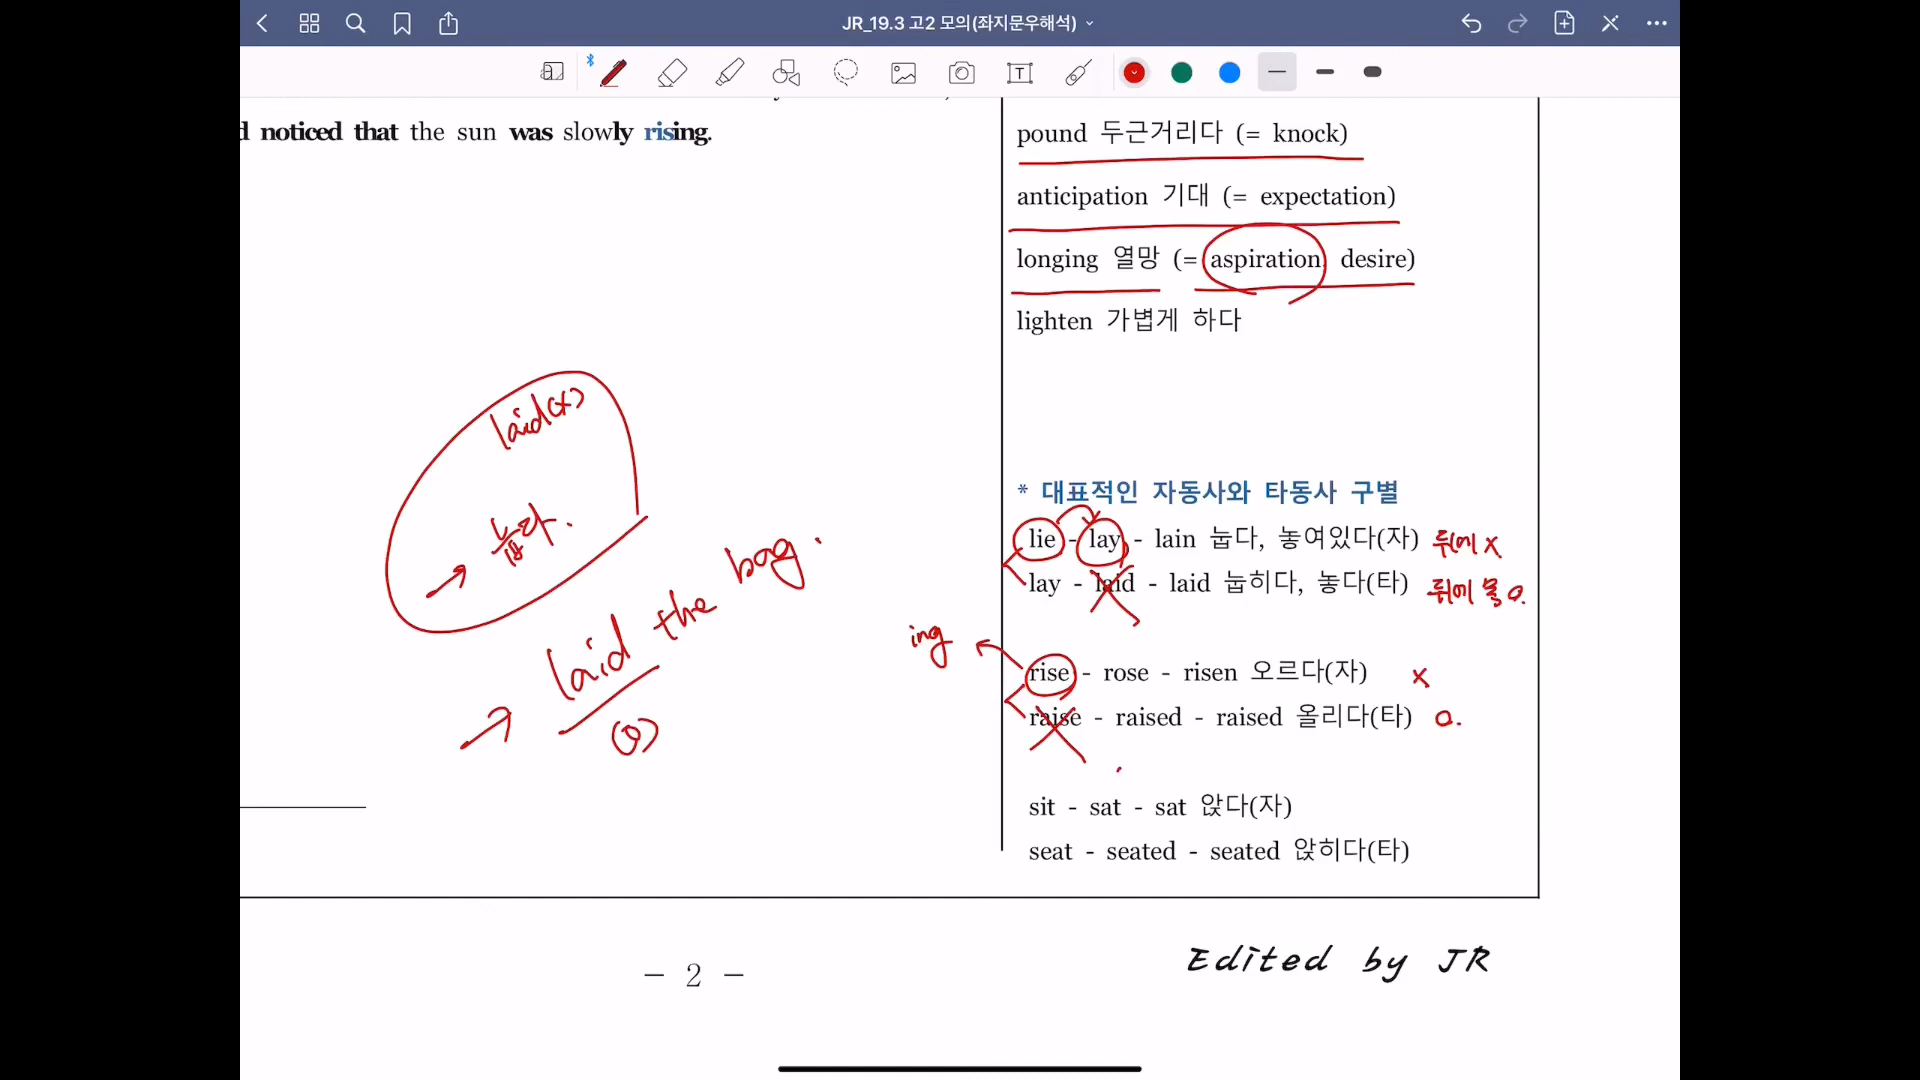 JR_19.3 고2 모의(좌지문우해석)
d noticed that the sun was slowly rising.
pound 두근거리다 (= knock)
anticipation 기대 (= expectation)
longing 열망 (= aspiration, desire)
lighten 가볍게 하다
laid(x)
눕다.
laid the bag.
(o)
* 대표적인 자동사와 타동사 구별
lie - lay - lain 눕다, 놓여있다(자) 뒤에 x
lay - laid - laid 눕히다, 놓다(타) 뒤에 목 o.
ing
rise - rose - risen 오르다(자) x
raise - raised - raised 올리다(타) o.
sit - sat - sat 앉다(자)
seat - seated - seated 앉히다(타)
- 2 -
Edited by JR